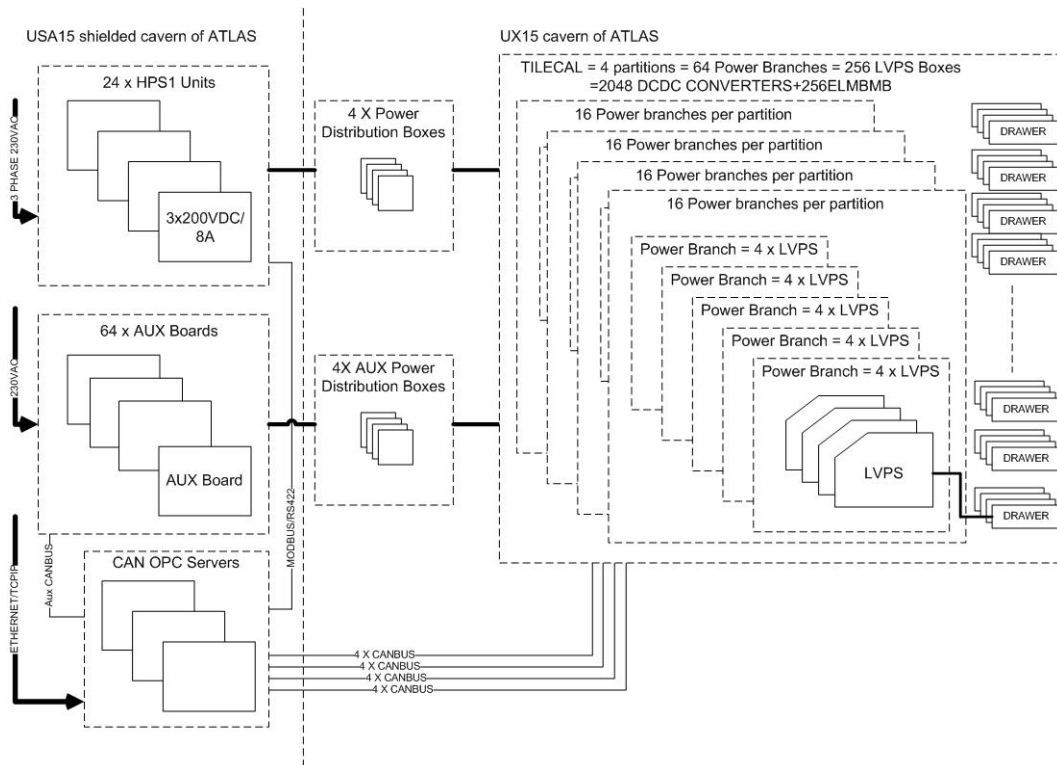 USA15 shielded cavern of ATLAS
UX15 cavern of ATLAS
24 x HPS1 Units
3x200VDC/
8A
3 PHASE 230VAC
4 X Power
Distribution Boxes
TILECAL = 4 partitions = 64 Power Branches = 256 LVPS Boxes
=2048 DCDC CONVERTERS+256ELMBMB
16 Power branches per partition
16 Power branches per partition
16 Power branches per partition
16 Power branches per partition
Power Branch = 4 x LVPS
Power Branch = 4 x LVPS
Power Branch = 4 x LVPS
Power Branch = 4 x LVPS
Power Branch = 4 x LVPS
LVPS
DRAWER
DRAWER
DRAWER
DRAWER
DRAWER
DRAWER
DRAWER
64 x AUX Boards
AUX Board
230VAC
4X AUX Power
Distribution Boxes
MODBUS/RS422
Aux CANBUS
ETHERNET/TCPIP
CAN OPC Servers
4 X CANBUS
4 X CANBUS
4 X CANBUS
4 X CANBUS